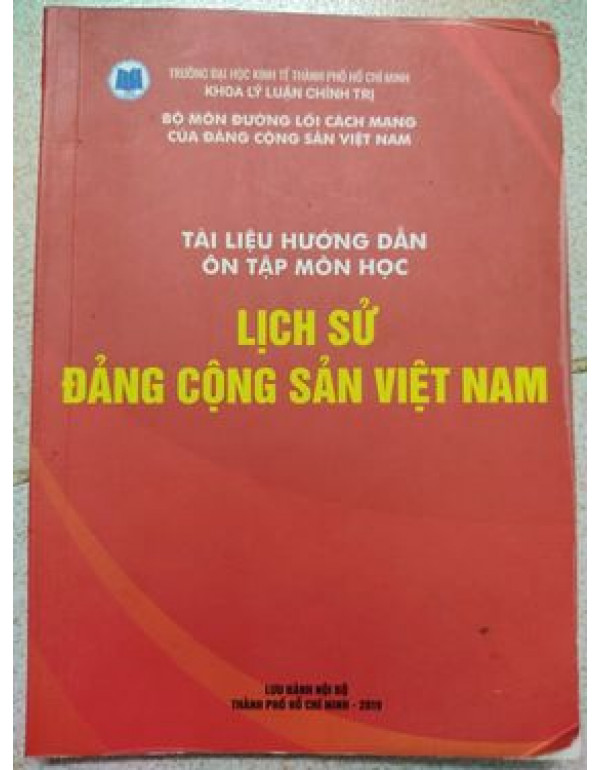 TRƯỜNG ĐẠI HỌC KINH TẾ THÀNH PHỐ HỒ CHÍ MINH
KHOA LÝ LUẬN CHÍNH TRỊ
BỘ MÔN ĐƯỜNG LỐI CÁCH MẠNG
CỦA ĐẢNG CỘNG SẢN VIỆT NAM
TÀI LIỆU HƯỚNG DẪN
ÔN TẬP MÔN HỌC
LỊCH SỬ
ĐẢNG CỘNG SẢN VIỆT NAM
LƯU HÀNH NỘI BỘ
THÀNH PHỐ HỒ CHÍ MINH - 2019